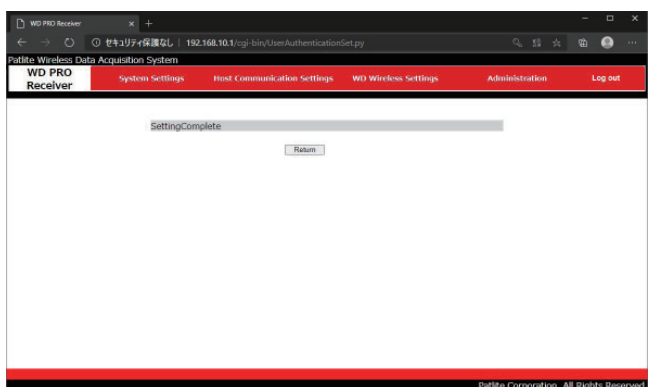 WD PRO Receiver
セキュリティ保護なし | 192.168.10.1/cgi-bin/UserAuthenticationSet.py
Patlite Wireless Data Acquisition System
WD PRO
Receiver
System Settings
Host Communication Settings
WD Wireless Settings
Administration
Log out
SettingComplete
Return
Patlite Corporation. All Rights Reserved